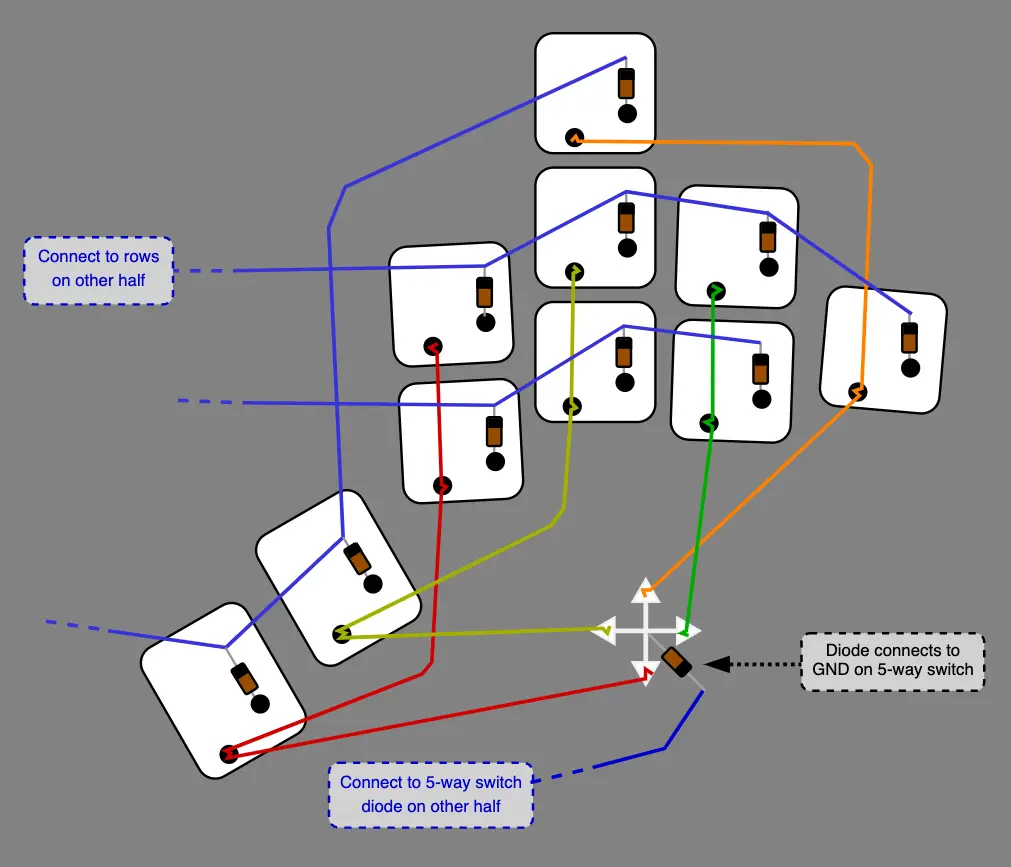 Connect to rows
on other half
Diode connects to
GND on 5-way switch
Connect to 5-way switch
diode on other half